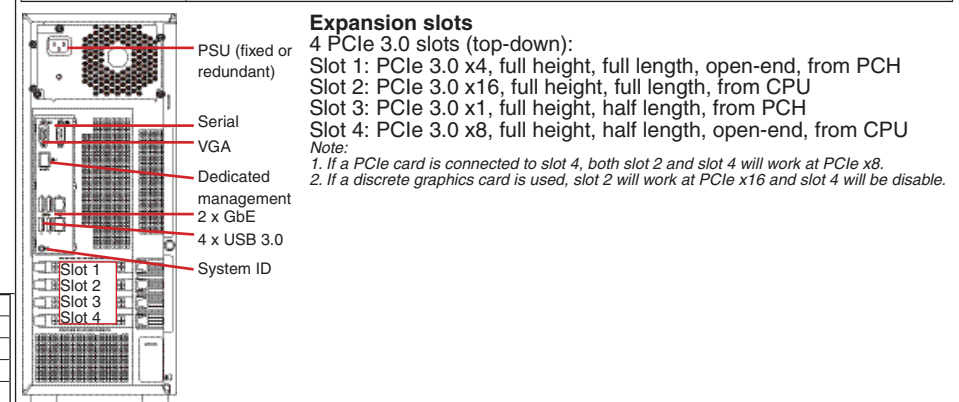 PSU (fixed or
redundant)
Serial
VGA
Dedicated
management
2 x GbE
4 x USB 3.0
System ID
Slot 1
Slot 2
Slot 3
Slot 4
Expansion slots
4 PCIe 3.0 slots (top-down):
Slot 1: PCIe 3.0 x4, full height, full length, open-end, from PCH
Slot 2: PCIe 3.0 x16, full height, full length, from CPU
Slot 3: PCIe 3.0 x1, full height, half length, from PCH
Slot 4: PCIe 3.0 x8, full height, half length, open-end, from CPU
Note:
1. If a PCIe card is connected to slot 4, both slot 2 and slot 4 will work at PCIe x8.
2. If a discrete graphics card is used, slot 2 will work at PCIe x16 and slot 4 will be disable.